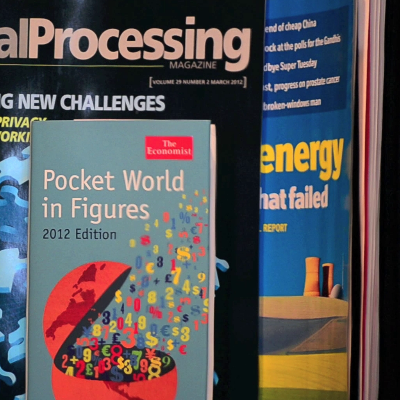 alProcessing
MAGAZINE
[VOLUME 29 NUMBER 2 MARCH 2012]
G NEW CHALLENGES
PRIVACY
WORKI
The
Economist
Pocket World
in Figures
2012 Edition
end of cheap China
ock at the polls for the Gandhis
bye Super Tuesday
st, progress on prostate cancer
broken-windows man
energy
hat failed
L REPORT